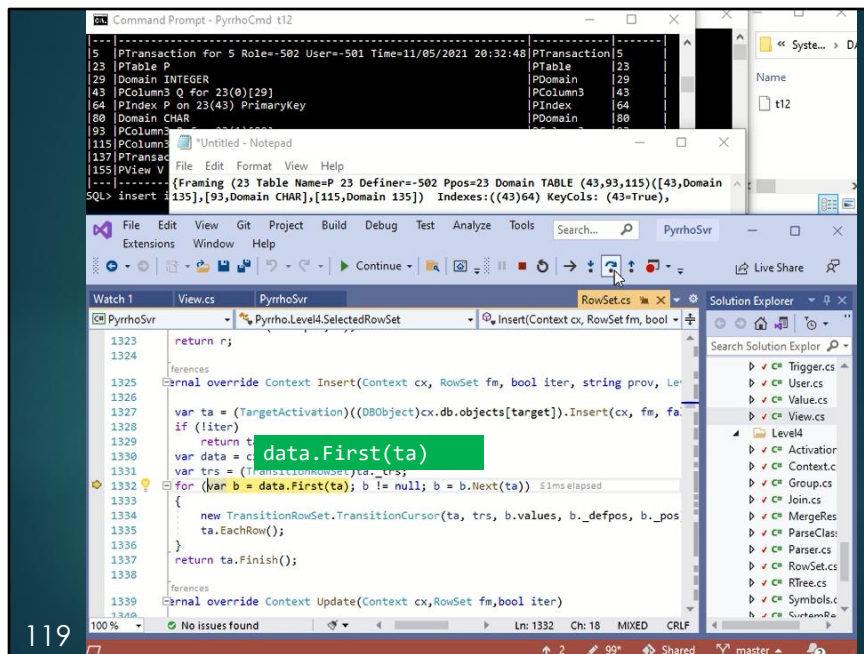 Command Prompt - PyrrhoCmd t12
|5 |PTransaction for 5 Role=-502 User=-501 Time=11/05/2021 20:32:48|PTransaction|5
|23 |PTable P |PTable |23
|29 |Domain INTEGER |PDomain |29
|43 |PColumn3 Q for 23(0)[29] |PColumn3 |43
|64 |PIndex P on 23(43) PrimaryKey |PIndex |64
|80 |Domain CHAR |PDomain |80
|93 |PColumn3
|115|PColumn3
|137|PTransac
|155|PView V
SQL> insert i
« Syste... > DA
Name
t12
*Untitled - Notepad
File Edit Format View Help
{Framing (23 Table Name=P 23 Definer=-502 Ppos=23 Domain TABLE (43,93,115)([43,Domain
135],[93,Domain CHAR],[115,Domain 135]) Indexes:((43)64) KeyCols: (43=True),
File Edit View Git Project Build Debug Test Analyze Tools
Extensions Window Help
Search...
PyrrhoSvr
Continue
Live Share
Watch 1 View.cs PyrrhoSvr RowSet.cs
PyrrhoSvr Pyrrho.Level4.SelectedRowSet Insert(Context cx, RowSet fm, bool
1323 return r;
1324
ferences
1325 ernal override Context Insert(Context cx, RowSet fm, bool iter, string prov, Le
1326
1327 var ta = (TargetActivation)((DBObject)cx.db.objects[target]).Insert(cx, fm, fa
1328 if (!iter)
1329 return t
1330 var data = c
data.First(ta)
1331 var trs = (TransitionRowSet)ta._trs;
1332 for (var b = data.First(ta); b != null; b = b.Next(ta)) ≤1ms elapsed
1333 {
1334 new TransitionRowSet.TransitionCursor(ta, trs, b.values, b._defpos, b._pos
1335 ta.EachRow();
1336 }
1337 return ta.Finish();
1338
ferences
1339 ernal override Context Update(Context cx,RowSet fm,bool iter)
1340
100 % No issues found Ln: 1332 Ch: 18 MIXED CRLF
Solution Explorer
Search Solution Explor
C# Trigger.cs
C# User.cs
C# Value.cs
C# View.cs
Level4
C# Activation
C# Context.c
C# Group.cs
C# Join.cs
C# MergeRes
C# ParseClas
C# Parser.cs
C# RowSet.cs
C# RTree.cs
C# Symbols.c
C# SystemRo
2 99* Shared master
119